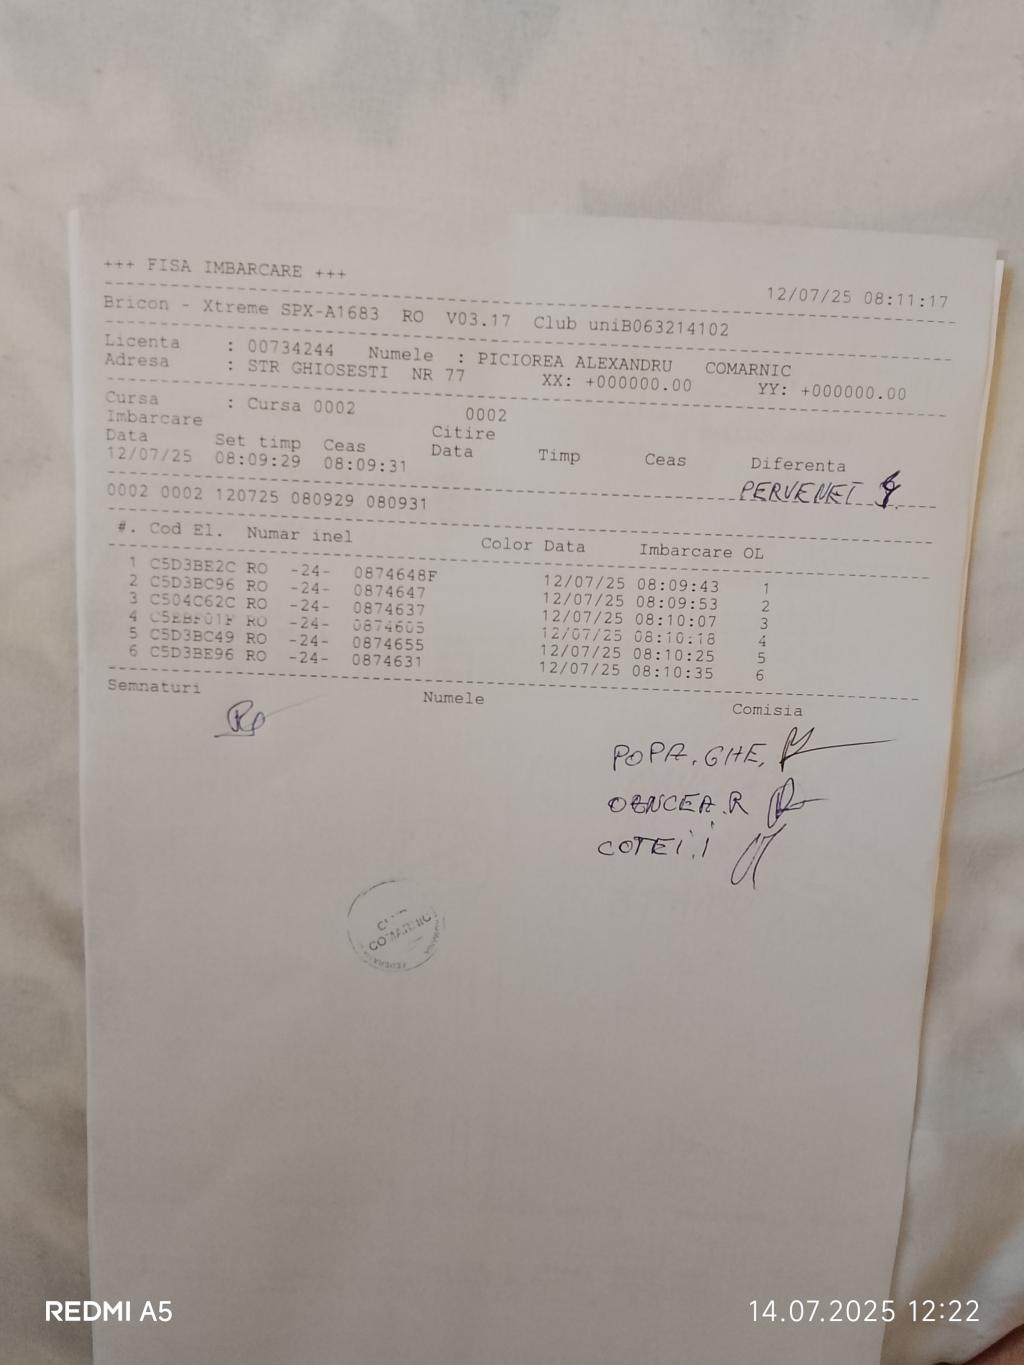 +++ FISA IMBARCARE +++
12/07/25 08:11:17
Bricon - Xtreme SPX-A1683 RO V03.17 Club uniB063214102
Licenta : 00734244 Numele : PICIOREA ALEXANDRU COMARNIC
Adresa : STR GHIOSESTI NR 77 XX: +000000.00 YY: +000000.00
Cursa : Cursa 0002 0002
Imbarcare Citire
Data Set timp Ceas Data Timp Ceas Diferenta
12/07/25 08:09:29 08:09:31
PERVENET
0002 0002 120725 080929 080931
#. Cod El. Numar inel Color Data Imbarcare OL
1 C5D3BE2C RO -24- 0874648F 12/07/25 08:09:43 1
2 C5D3BC96 RO -24- 0874647 12/07/25 08:09:53 2
3 C504C62C RO -24- 0874637 12/07/25 08:10:07 3
4 C5EBF01F RO -24- 0874605 12/07/25 08:10:18 4
5 C5D3BC49 RO -24- 0874655 12/07/25 08:10:25 5
6 C5D3BE96 RO -24- 0874631 12/07/25 08:10:35 6
Semnaturi Numele Comisia
POPA. GHE,
OANCEA.R
COTEI.I
COMARNIC
REDMI A5
14.07.2025 12:22